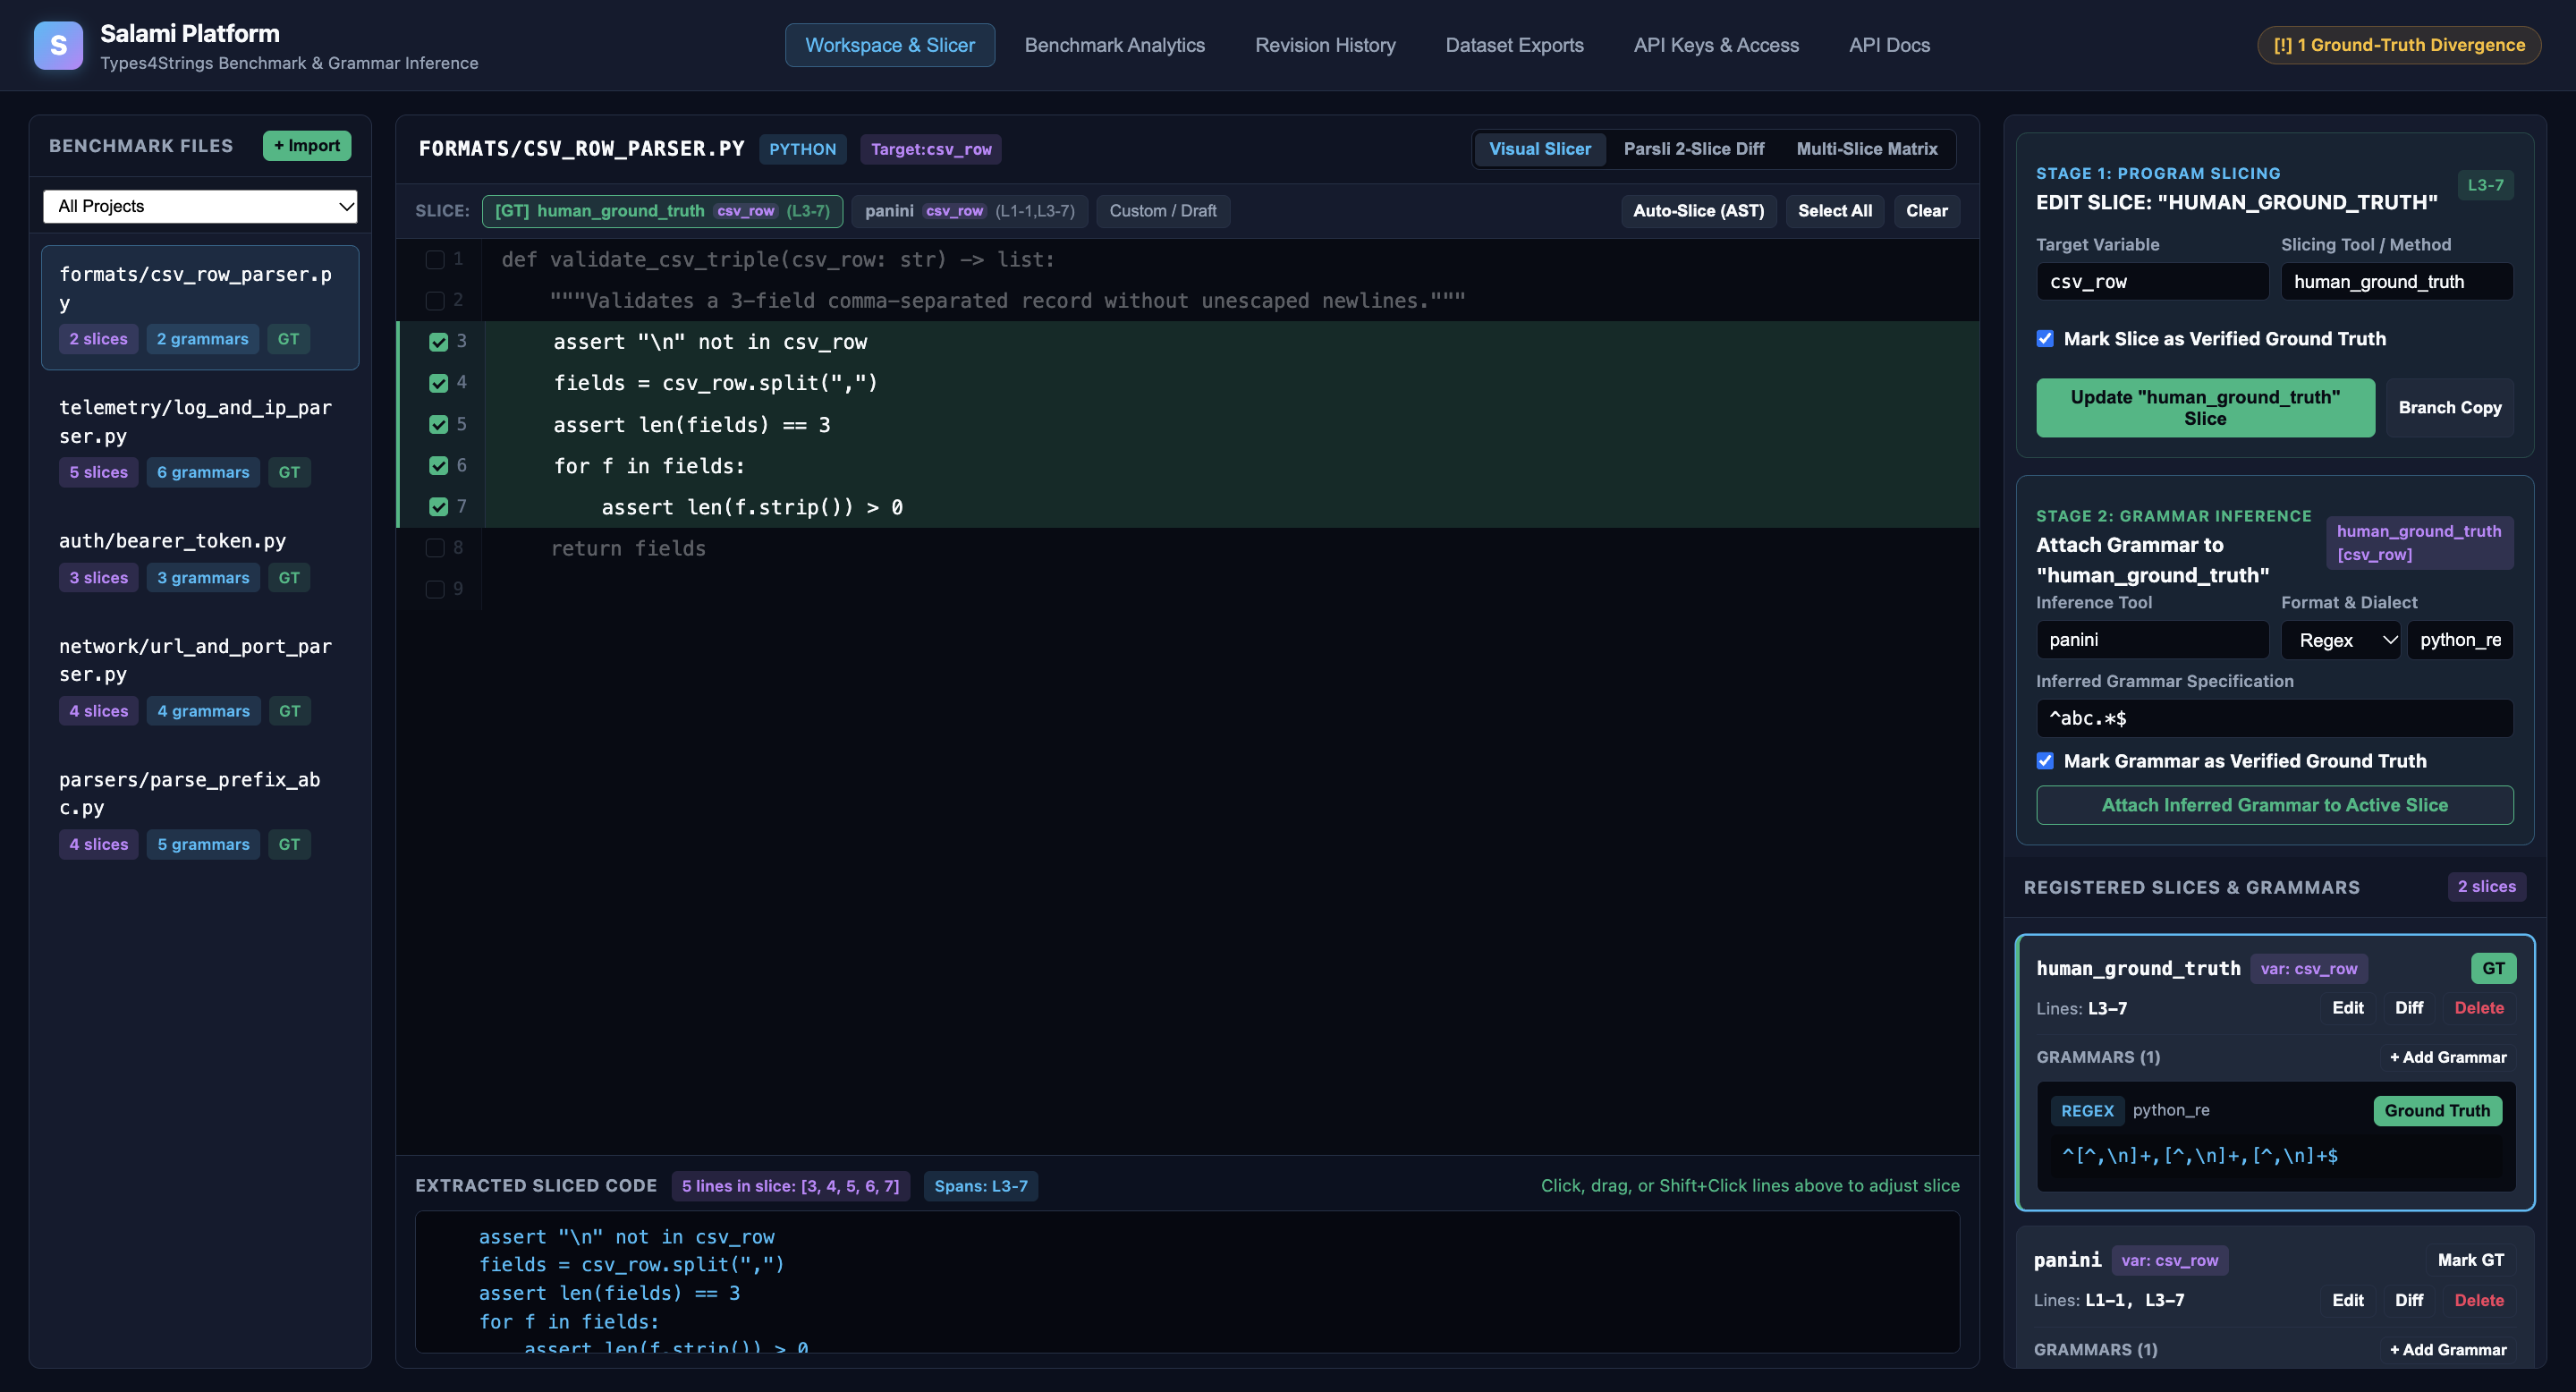 S
Salami Platform
Types4Strings Benchmark & Grammar Inference
Workspace & Slicer
Benchmark Analytics
Revision History
Dataset Exports
API Keys & Access
API Docs
[!] 1 Ground-Truth Divergence
BENCHMARK FILES
+ Import
All Projects
formats/csv_row_parser.p
y
2 slices
2 grammars
GT
telemetry/log_and_ip_par
ser.py
5 slices
6 grammars
GT
auth/bearer_token.py
3 slices
3 grammars
GT
network/url_and_port_par
ser.py
4 slices
4 grammars
GT
parsers/parse_prefix_ab
c.py
4 slices
5 grammars
GT
FORMATS/CSV_ROW_PARSER.PY
PYTHON
Target:csv_row
Visual Slicer
Parsli 2-Slice Diff
Multi-Slice Matrix
SLICE:
[GT] human_ground_truth csv_row (L3-7)
panini csv_row (L1-1,L3-7)
Custom / Draft
Auto-Slice (AST)
Select All
Clear
1 def validate_csv_triple(csv_row: str) -> list:
2     """Validates a 3-field comma-separated record without unescaped newlines."""
3     assert "\n" not in csv_row
4     fields = csv_row.split(",")
5     assert len(fields) == 3
6     for f in fields:
7         assert len(f.strip()) > 0
8     return fields
9
EXTRACTED SLICED CODE
5 lines in slice: [3, 4, 5, 6, 7]
Spans: L3-7
Click, drag, or Shift+Click lines above to adjust slice
assert "\n" not in csv_row
fields = csv_row.split(",")
assert len(fields) == 3
for f in fields:
    assert len(f.strip()) > 0
STAGE 1: PROGRAM SLICING
EDIT SLICE: "HUMAN_GROUND_TRUTH"
L3-7
Target Variable
Slicing Tool / Method
csv_row
human_ground_truth
Mark Slice as Verified Ground Truth
Update "human_ground_truth"
Slice
Branch Copy
STAGE 2: GRAMMAR INFERENCE
Attach Grammar to
"human_ground_truth"
human_ground_truth
[csv_row]
Inference Tool
Format & Dialect
panini
Regex
python_re
Inferred Grammar Specification
^abc.*$
Mark Grammar as Verified Ground Truth
Attach Inferred Grammar to Active Slice
REGISTERED SLICES & GRAMMARS
2 slices
human_ground_truth
var: csv_row
GT
Lines: L3-7
Edit
Diff
Delete
GRAMMARS (1)
+ Add Grammar
REGEX
python_re
Ground Truth
^[^,\n]+,[^,\n]+,[^,\n]+$
panini
var: csv_row
Mark GT
Lines: L1-1, L3-7
Edit
Diff
Delete
GRAMMARS (1)
+ Add Grammar